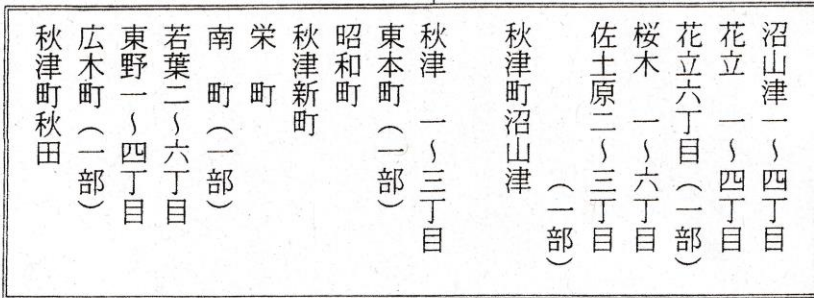 沼山津一～四丁目
花立　一～四丁目
花立六丁目（一部）
桜木　一～六丁目
佐土原二～三丁目
（一部）
秋津町沼山津
秋津　一～三丁目
東本町（一部）
昭和町
秋津新町
栄　町
南　町（一部）
若葉二～六丁目
東野一～四丁目
広木町（一部）
秋津町秋田